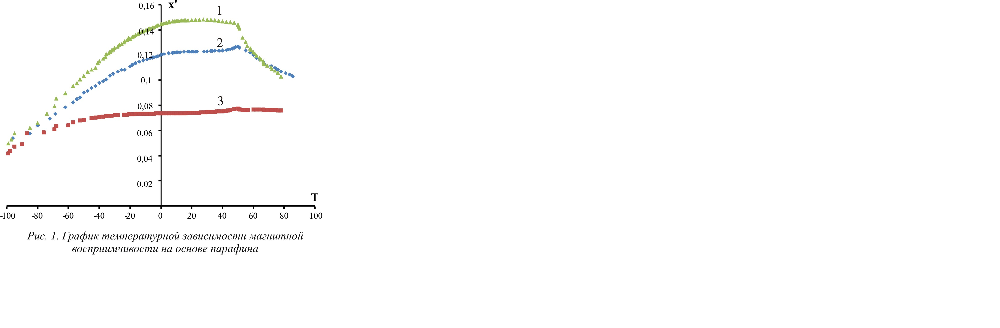 0,16 x'
1
0,14
2
0,12
0,1
3
0,08
0,06
0,04
0,02
T
-100 -80 -60 -40 -20 0 20 40 60 80 100
Рис. 1. График температурной зависимости магнитной
восприимчивости на основе парафина